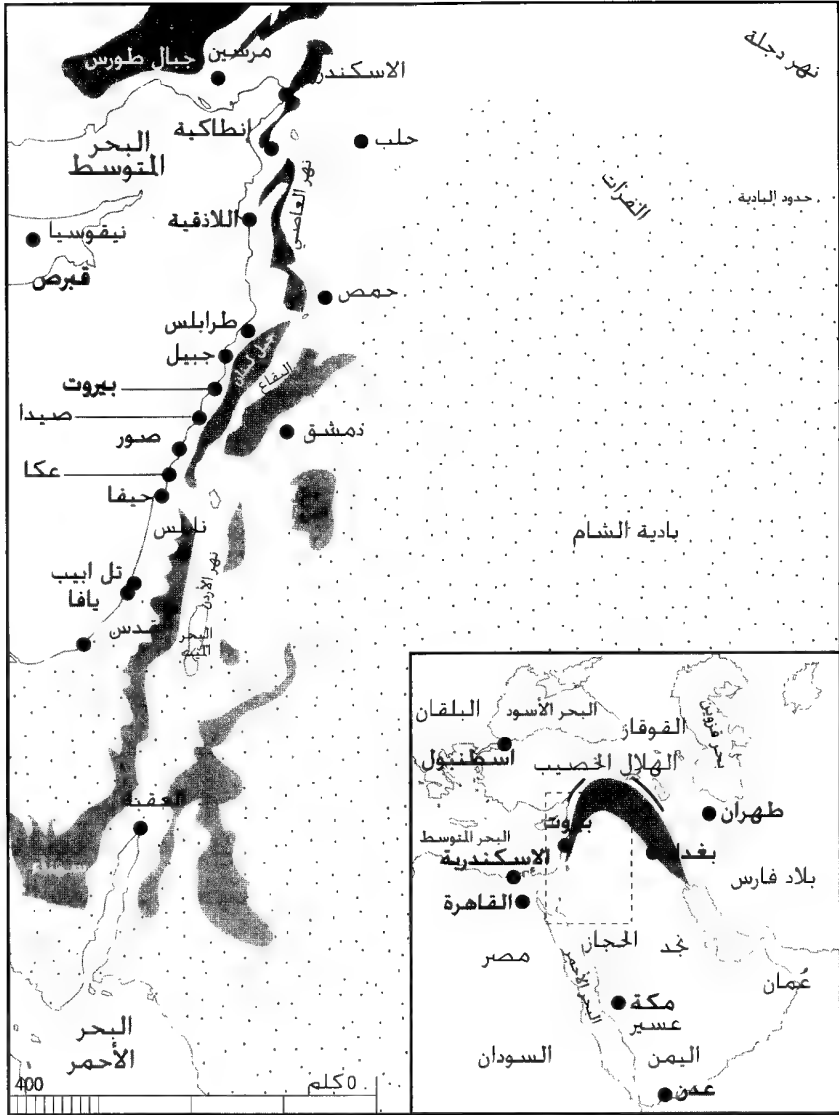 جبال طورس
مرسين
الاسكندر
نهر دجلة
انطاكية
حلب
البحر
المتوسط
نهر العاصي
الفرات
حدود البادية
اللاذقية
نيقوسيا
قبرص
حمص
طرابلس
جبيل
جبل لبنان
البقاع
بيروت
صيدا
دمشق
صور
عكا
حيفا
نابلس
بادية الشام
نهر الأردن
تل ابيب
يافا
قدس
البحر
الميت
العقبة
البحر
الأحمر
400
0 كلم
البلقان
البحر الأسود
القوقاز
بحر قزوين
اسطنبول
الهلال الخصيب
طهران
البحر المتوسط
بيروت
بغداد
الإسكندرية
بلاد فارس
القاهرة
الحجاز
نجد
مصر
البحر الأحمر
عُمان
مكة
عسير
السودان
اليمن
عدن